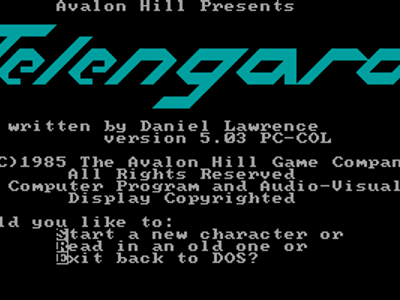 Avalon Hill Presents
Telengard
written by Daniel Lawrence
version 5.03 PC-COL
C)1985 The Avalon Hill Game Compan
All Rights Reserved
Computer Program and Audio-Visual
Display Copyrighted
ld you like to:
Start a new character or
Read in an old one or
Exit back to DOS?